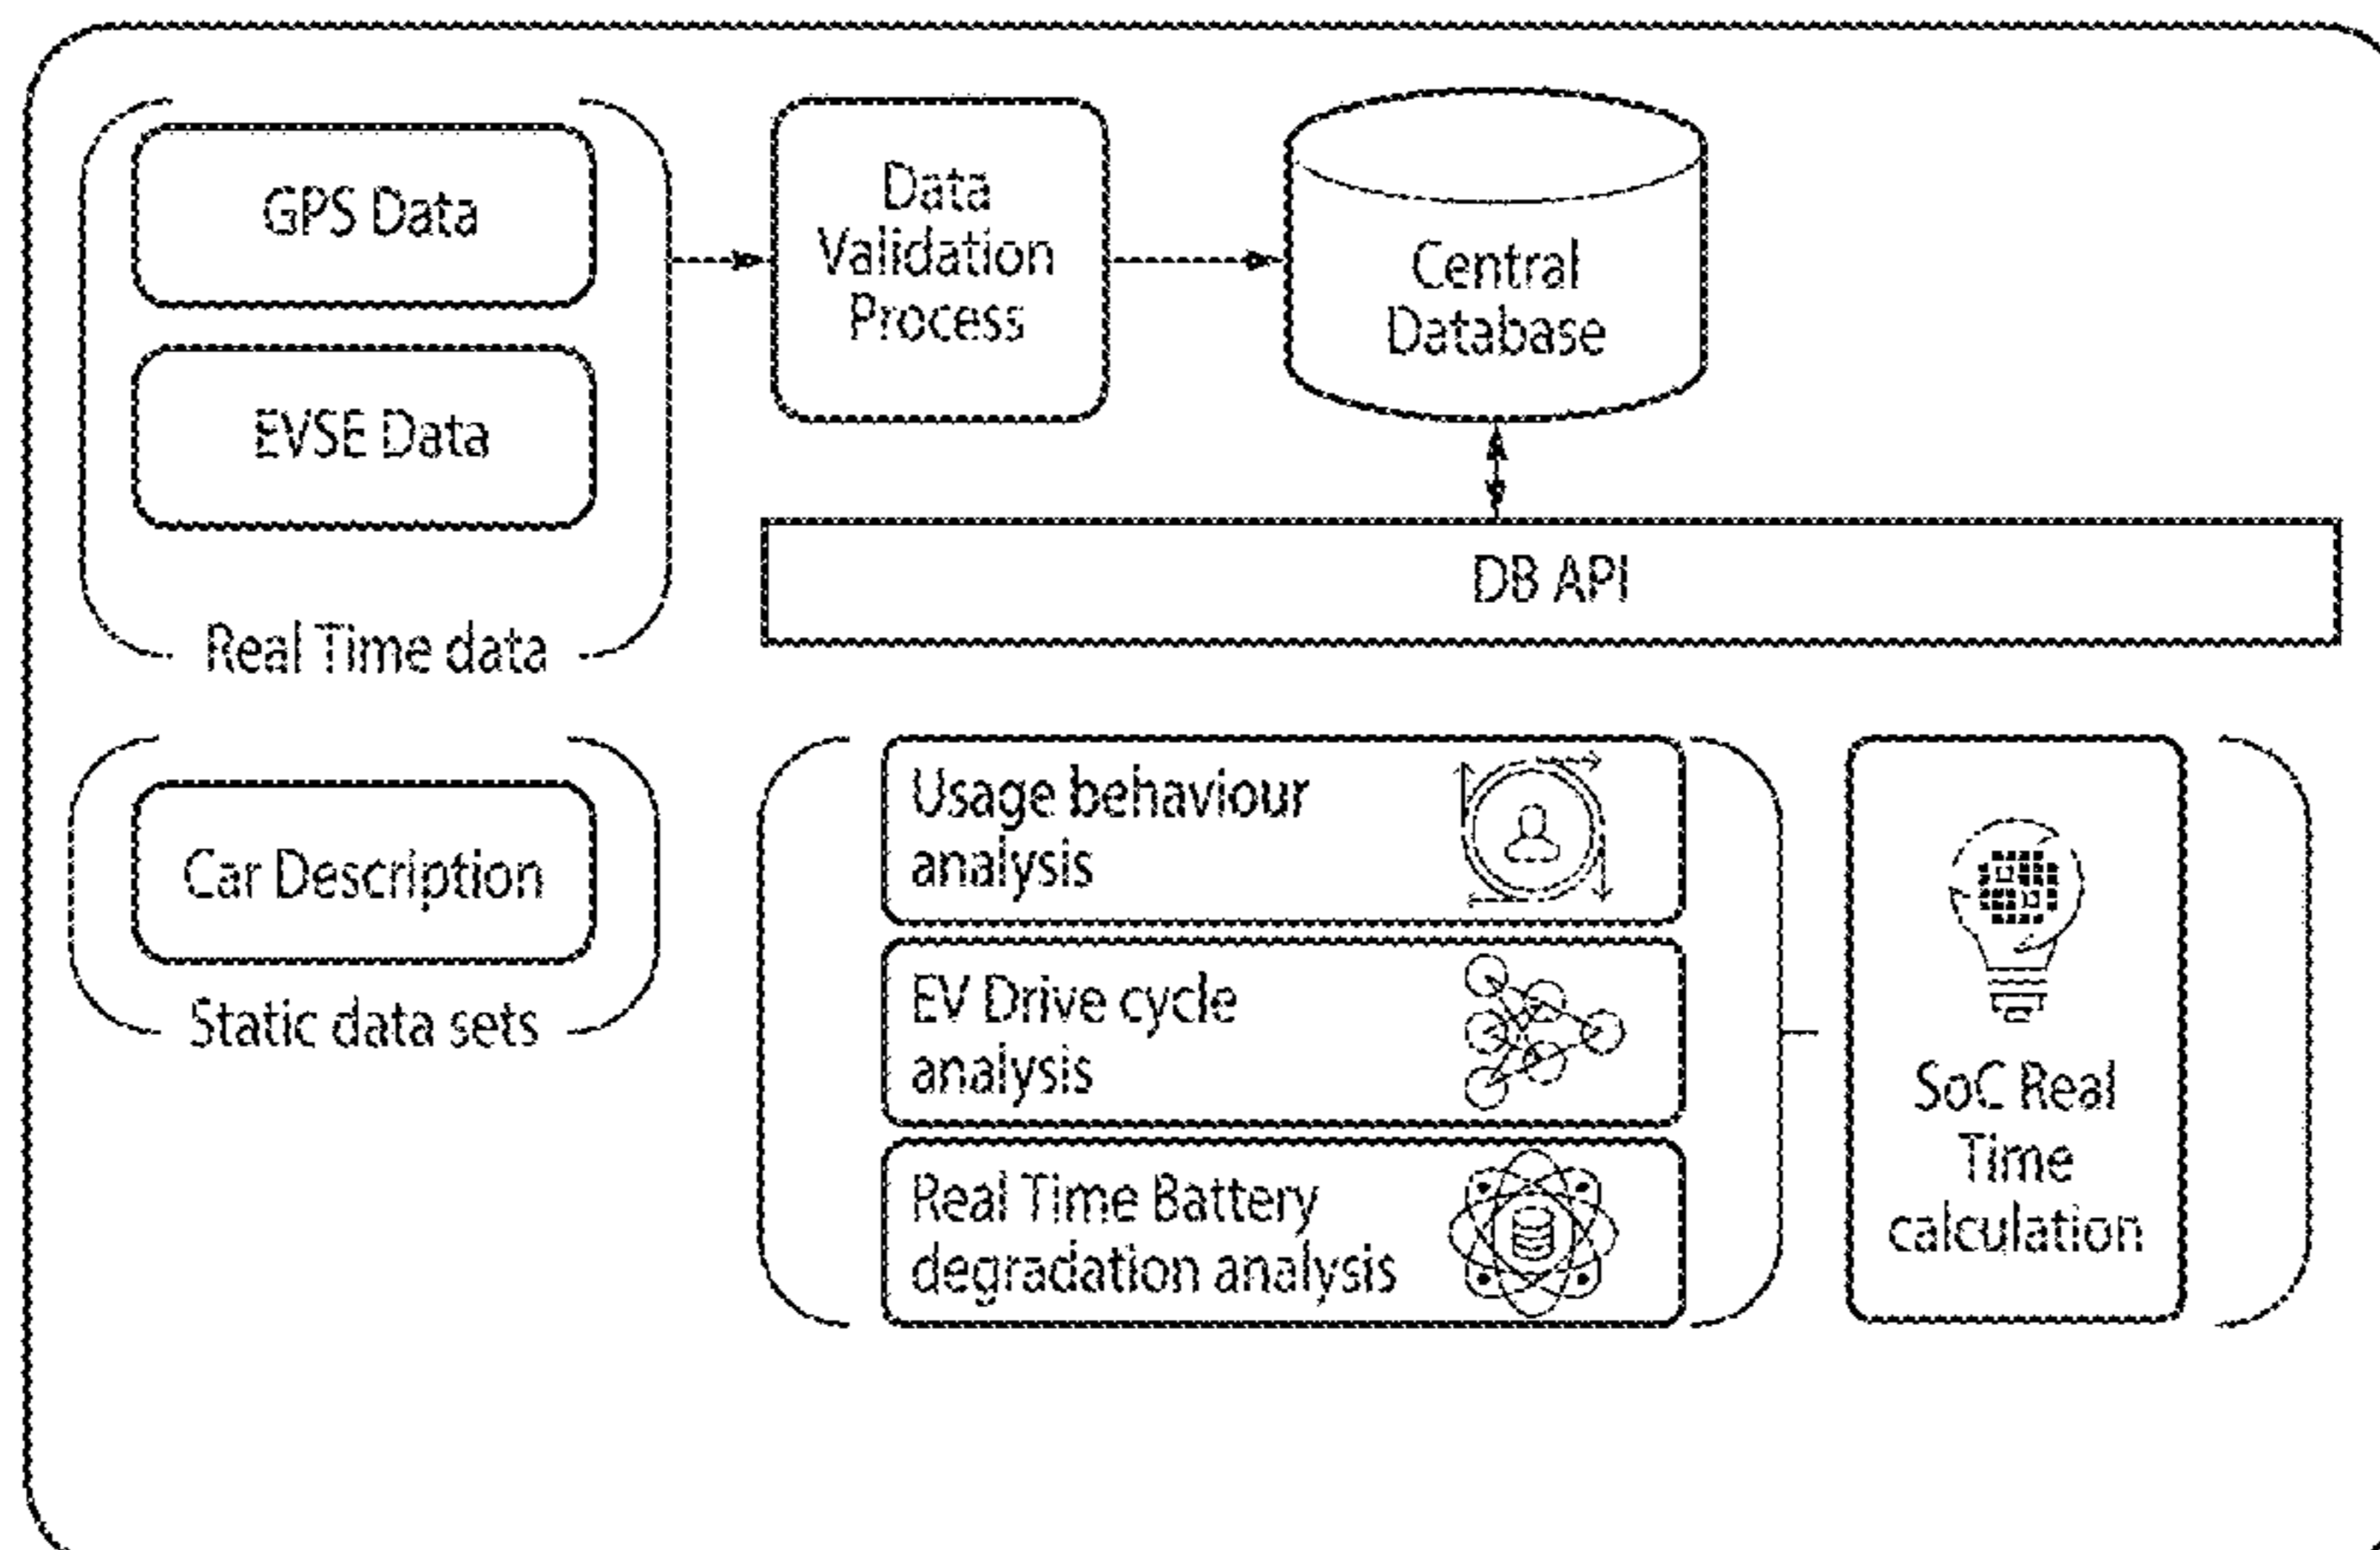 GPS Data
EVSE Data
Real Time data
Data
Validation
Process
Central
Database
DB API
Car Description
Static data sets
Usage behaviour
analysis
EV Drive cycle
analysis
Real Time Battery
degradation analysis
SoC Real
Time
calculation